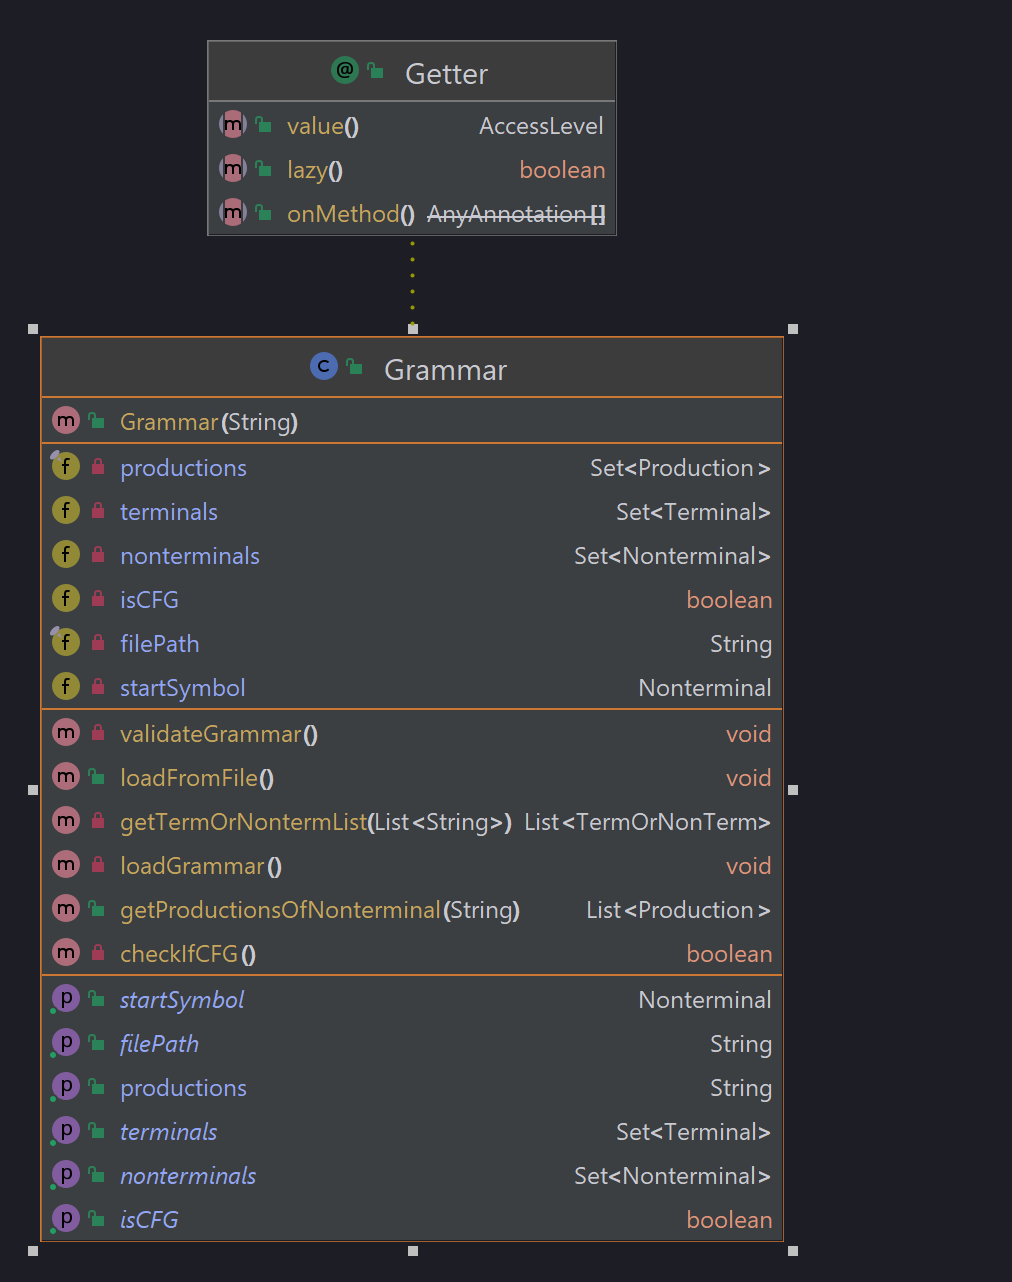 @ Getter
m value() AccessLevel
m lazy() boolean
m onMethod() AnyAnnotation[]
C Grammar
m Grammar(String)
f productions Set<Production>
f terminals Set<Terminal>
f nonterminals Set<Nonterminal>
f isCFG boolean
f filePath String
f startSymbol Nonterminal
m validateGrammar() void
m loadFromFile() void
m getTermOrNontermList(List<String>) List<TermOrNonTerm>
m loadGrammar() void
m getProductionsOfNonterminal(String) List<Production>
m checkIfCFG() boolean
p startSymbol Nonterminal
p filePath String
p productions String
p terminals Set<Terminal>
p nonterminals Set<Nonterminal>
p isCFG boolean